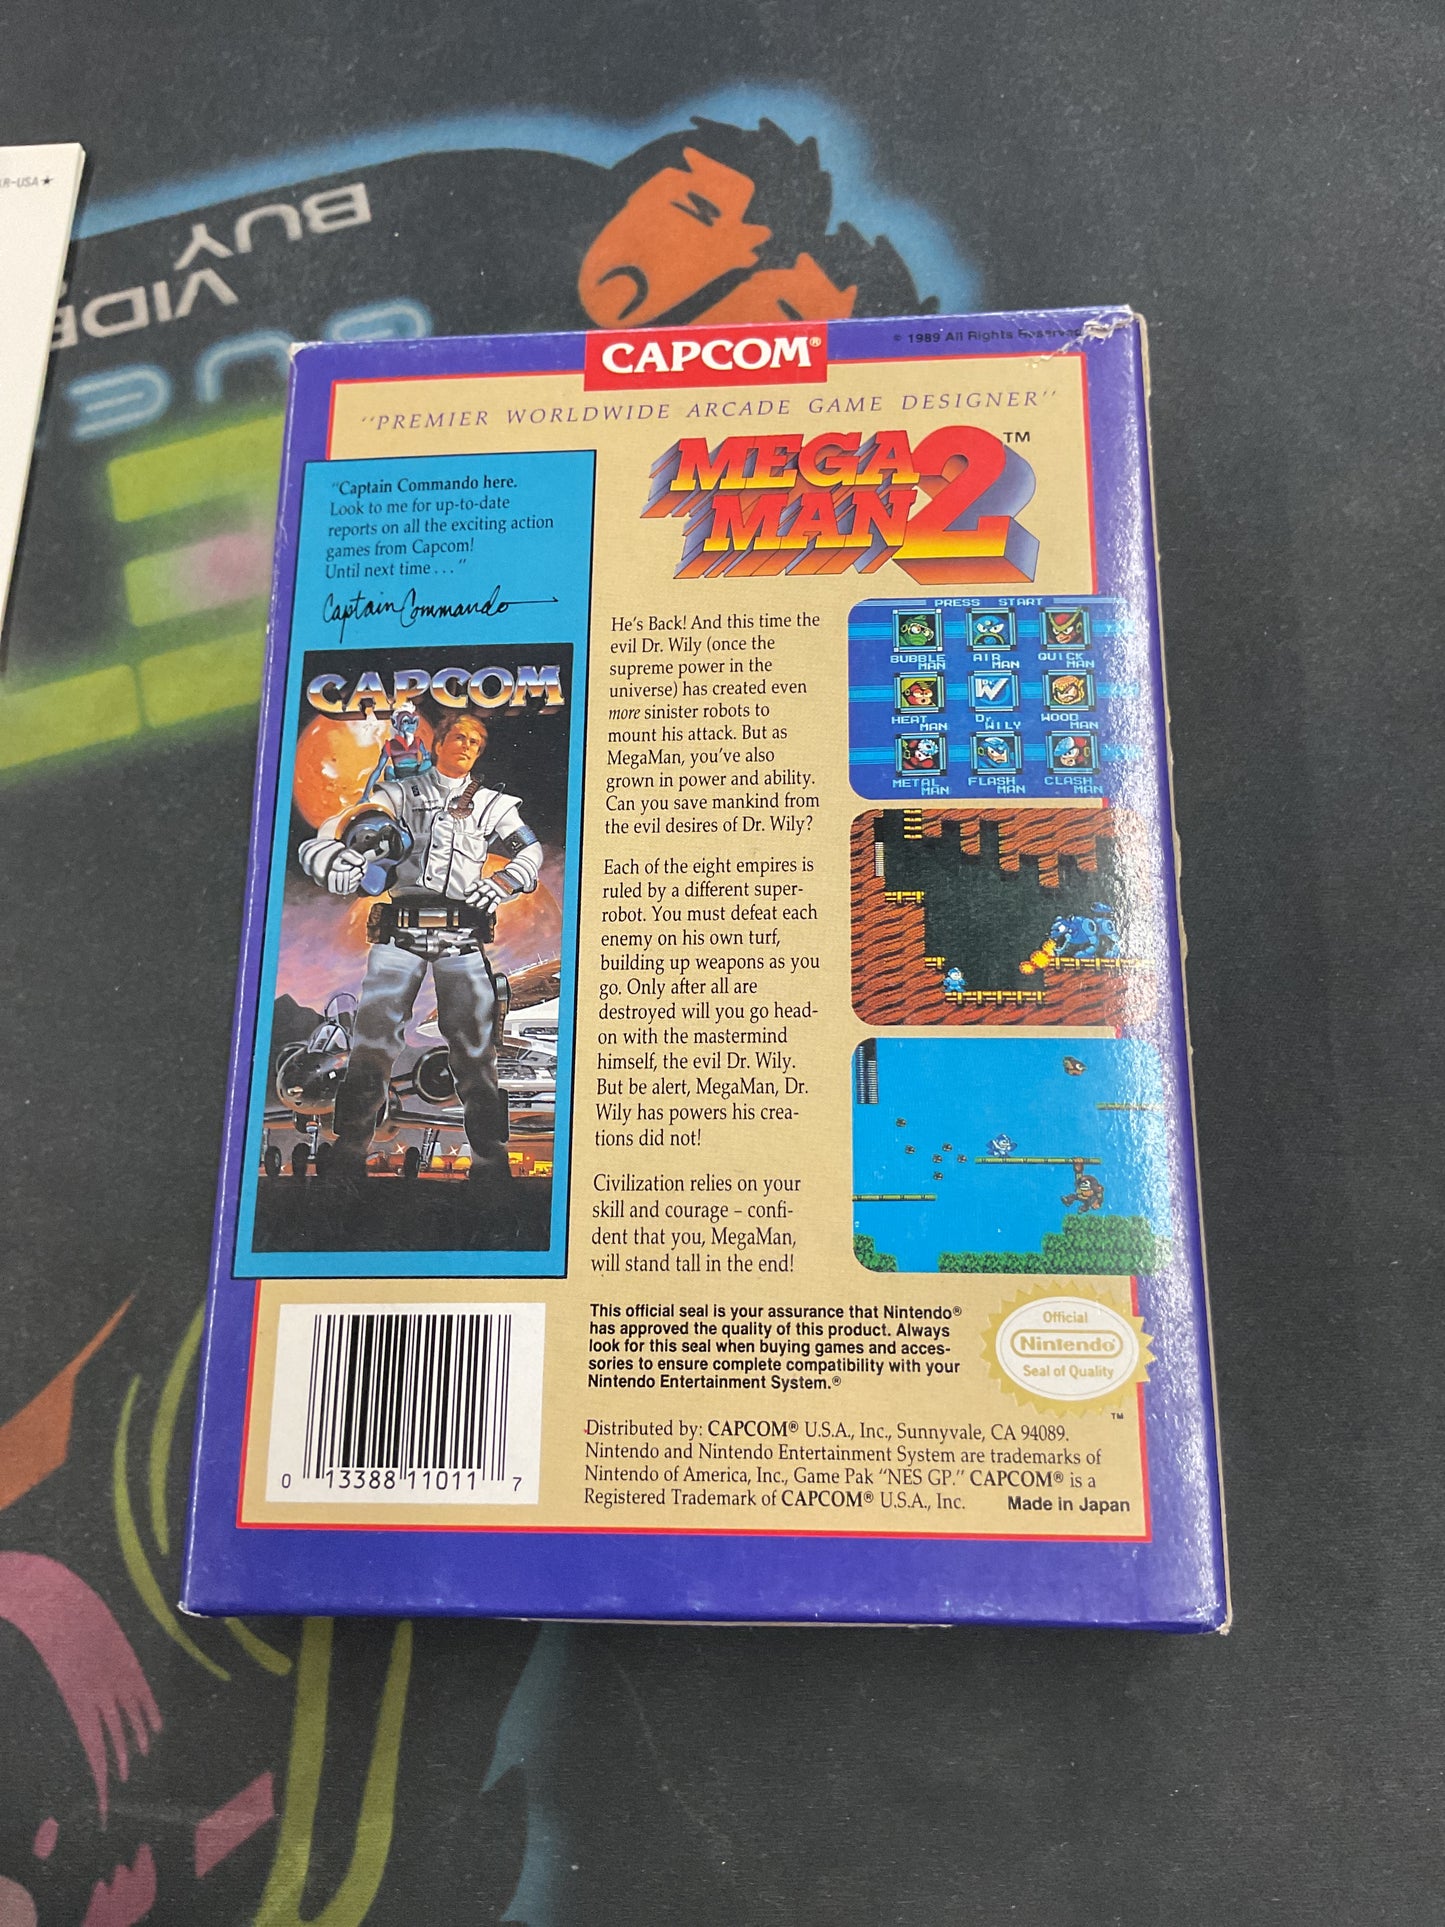 R-USA★
BUY
VIDE
CAPCOM®
© 1989 All Rights Reserved
"PREMIER WORLDWIDE ARCADE GAME DESIGNER"
MEGA
MAN 2™
"Captain Commando here.
Look to me for up-to-date
reports on all the exciting action
games from Capcom!
Until next time . . . "
Captain Commando
CAPCOM
He's Back! And this time the
evil Dr. Wily (once the
supreme power in the
universe) has created even
more sinister robots to
mount his attack. But as
MegaMan, you've also
grown in power and ability.
Can you save mankind from
the evil desires of Dr. Wily?
Each of the eight empires is
ruled by a different super-
robot. You must defeat each
enemy on his own turf,
building up weapons as you
go. Only after all are
destroyed will you go head-
on with the mastermind
himself, the evil Dr. Wily.
But be alert, MegaMan, Dr.
Wily has powers his crea-
tions did not!
Civilization relies on your
skill and courage – confi-
dent that you, MegaMan,
will stand tall in the end!
PRESS START
BUBBLE MAN AIR MAN QUICK MAN
HEAT MAN Dr. WILY WOOD MAN
METAL MAN FLASH MAN CLASH MAN
This official seal is your assurance that Nintendo®
has approved the quality of this product. Always
look for this seal when buying games and acces-
sories to ensure complete compatibility with your
Nintendo Entertainment System.®
Official
Nintendo®
Seal of Quality
™
Distributed by: CAPCOM® U.S.A., Inc., Sunnyvale, CA 94089.
Nintendo and Nintendo Entertainment System are trademarks of
Nintendo of America, Inc., Game Pak "NES GP." CAPCOM® is a
Registered Trademark of CAPCOM® U.S.A., Inc. Made in Japan
0 13388 11011 7